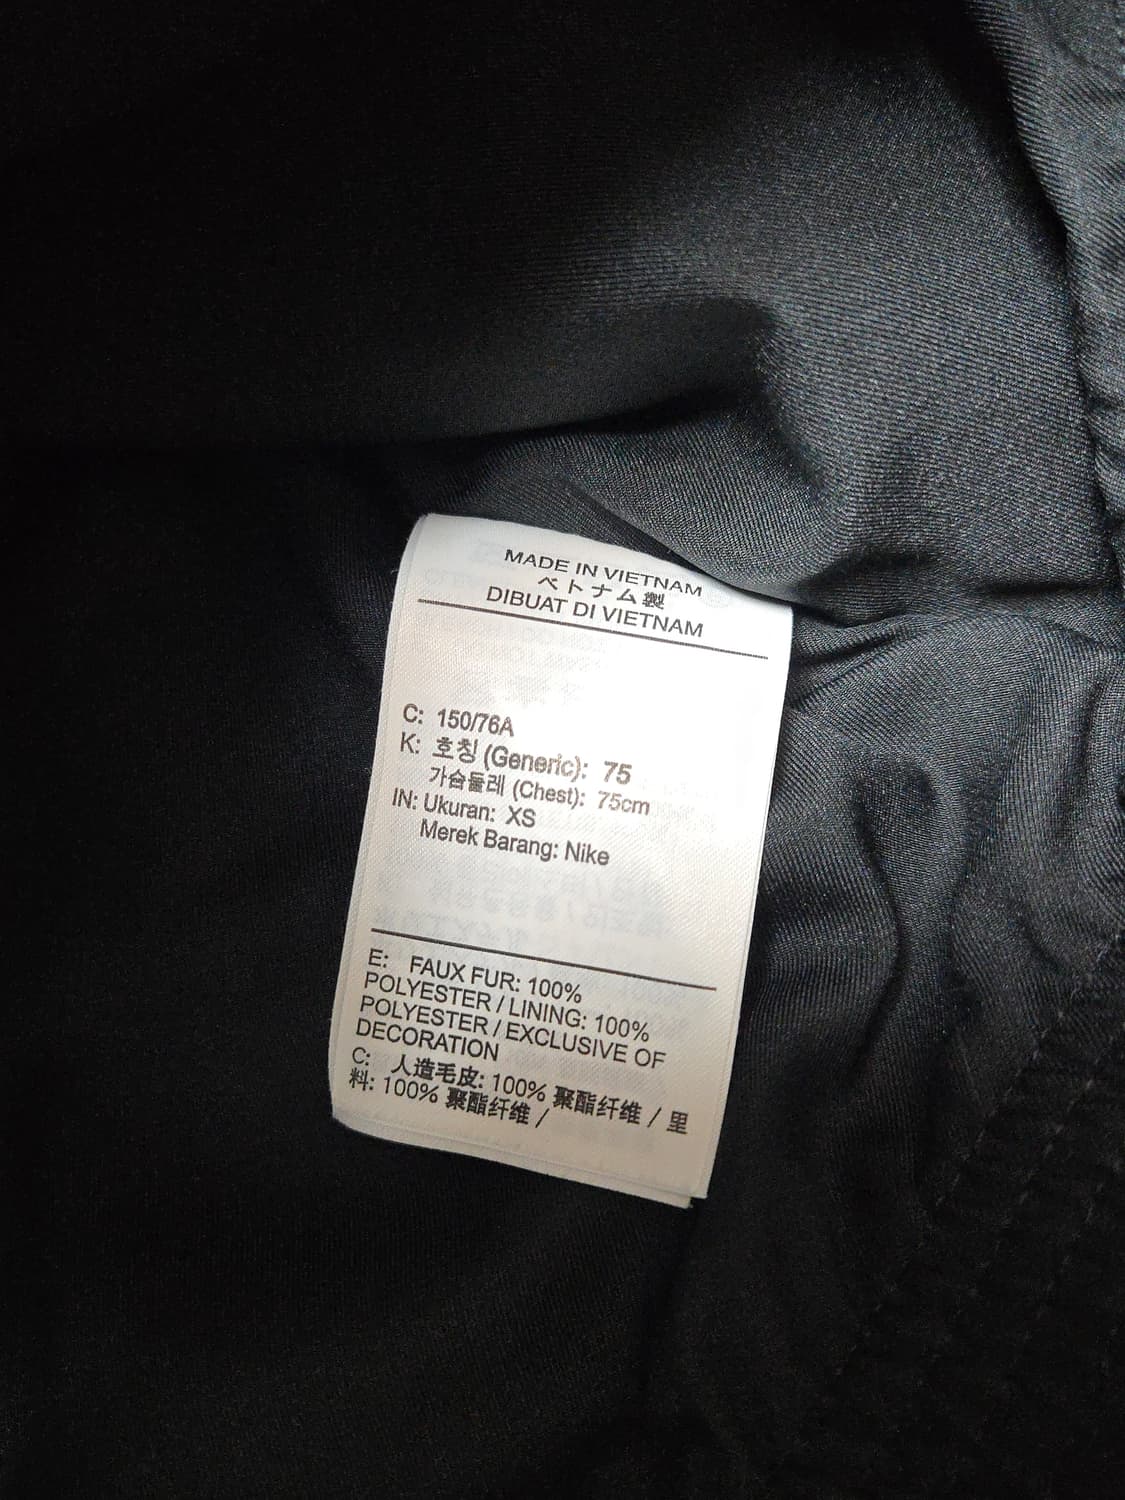 MADE IN VIETNAM
ベトナム製
DIBUAT DI VIETNAM
C: 150/76A
K: 호칭 (Generic): 75
가슴둘레 (Chest): 75cm
IN: Ukuran: XS
Merek Barang: Nike
E: FAUX FUR: 100%
POLYESTER / LINING: 100%
POLYESTER / EXCLUSIVE OF
DECORATION
C: 人造毛皮: 100% 聚酯纤维 / 里
料: 100% 聚酯纤维 /